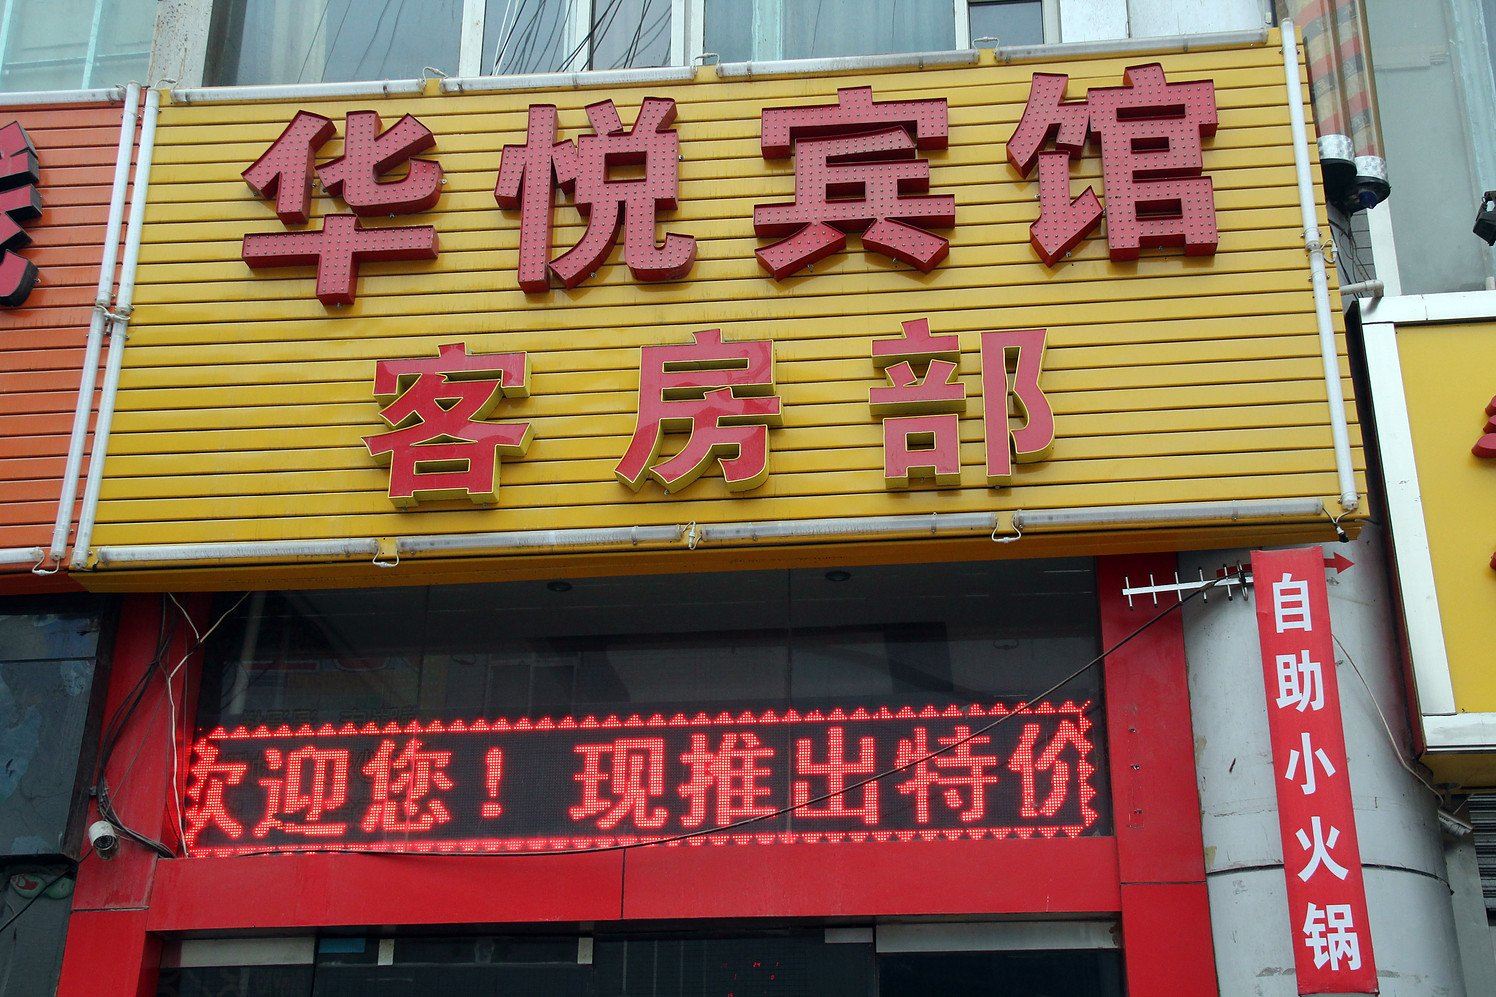 华悦宾馆
客房部
欢迎您！现推出特价
自助小火锅